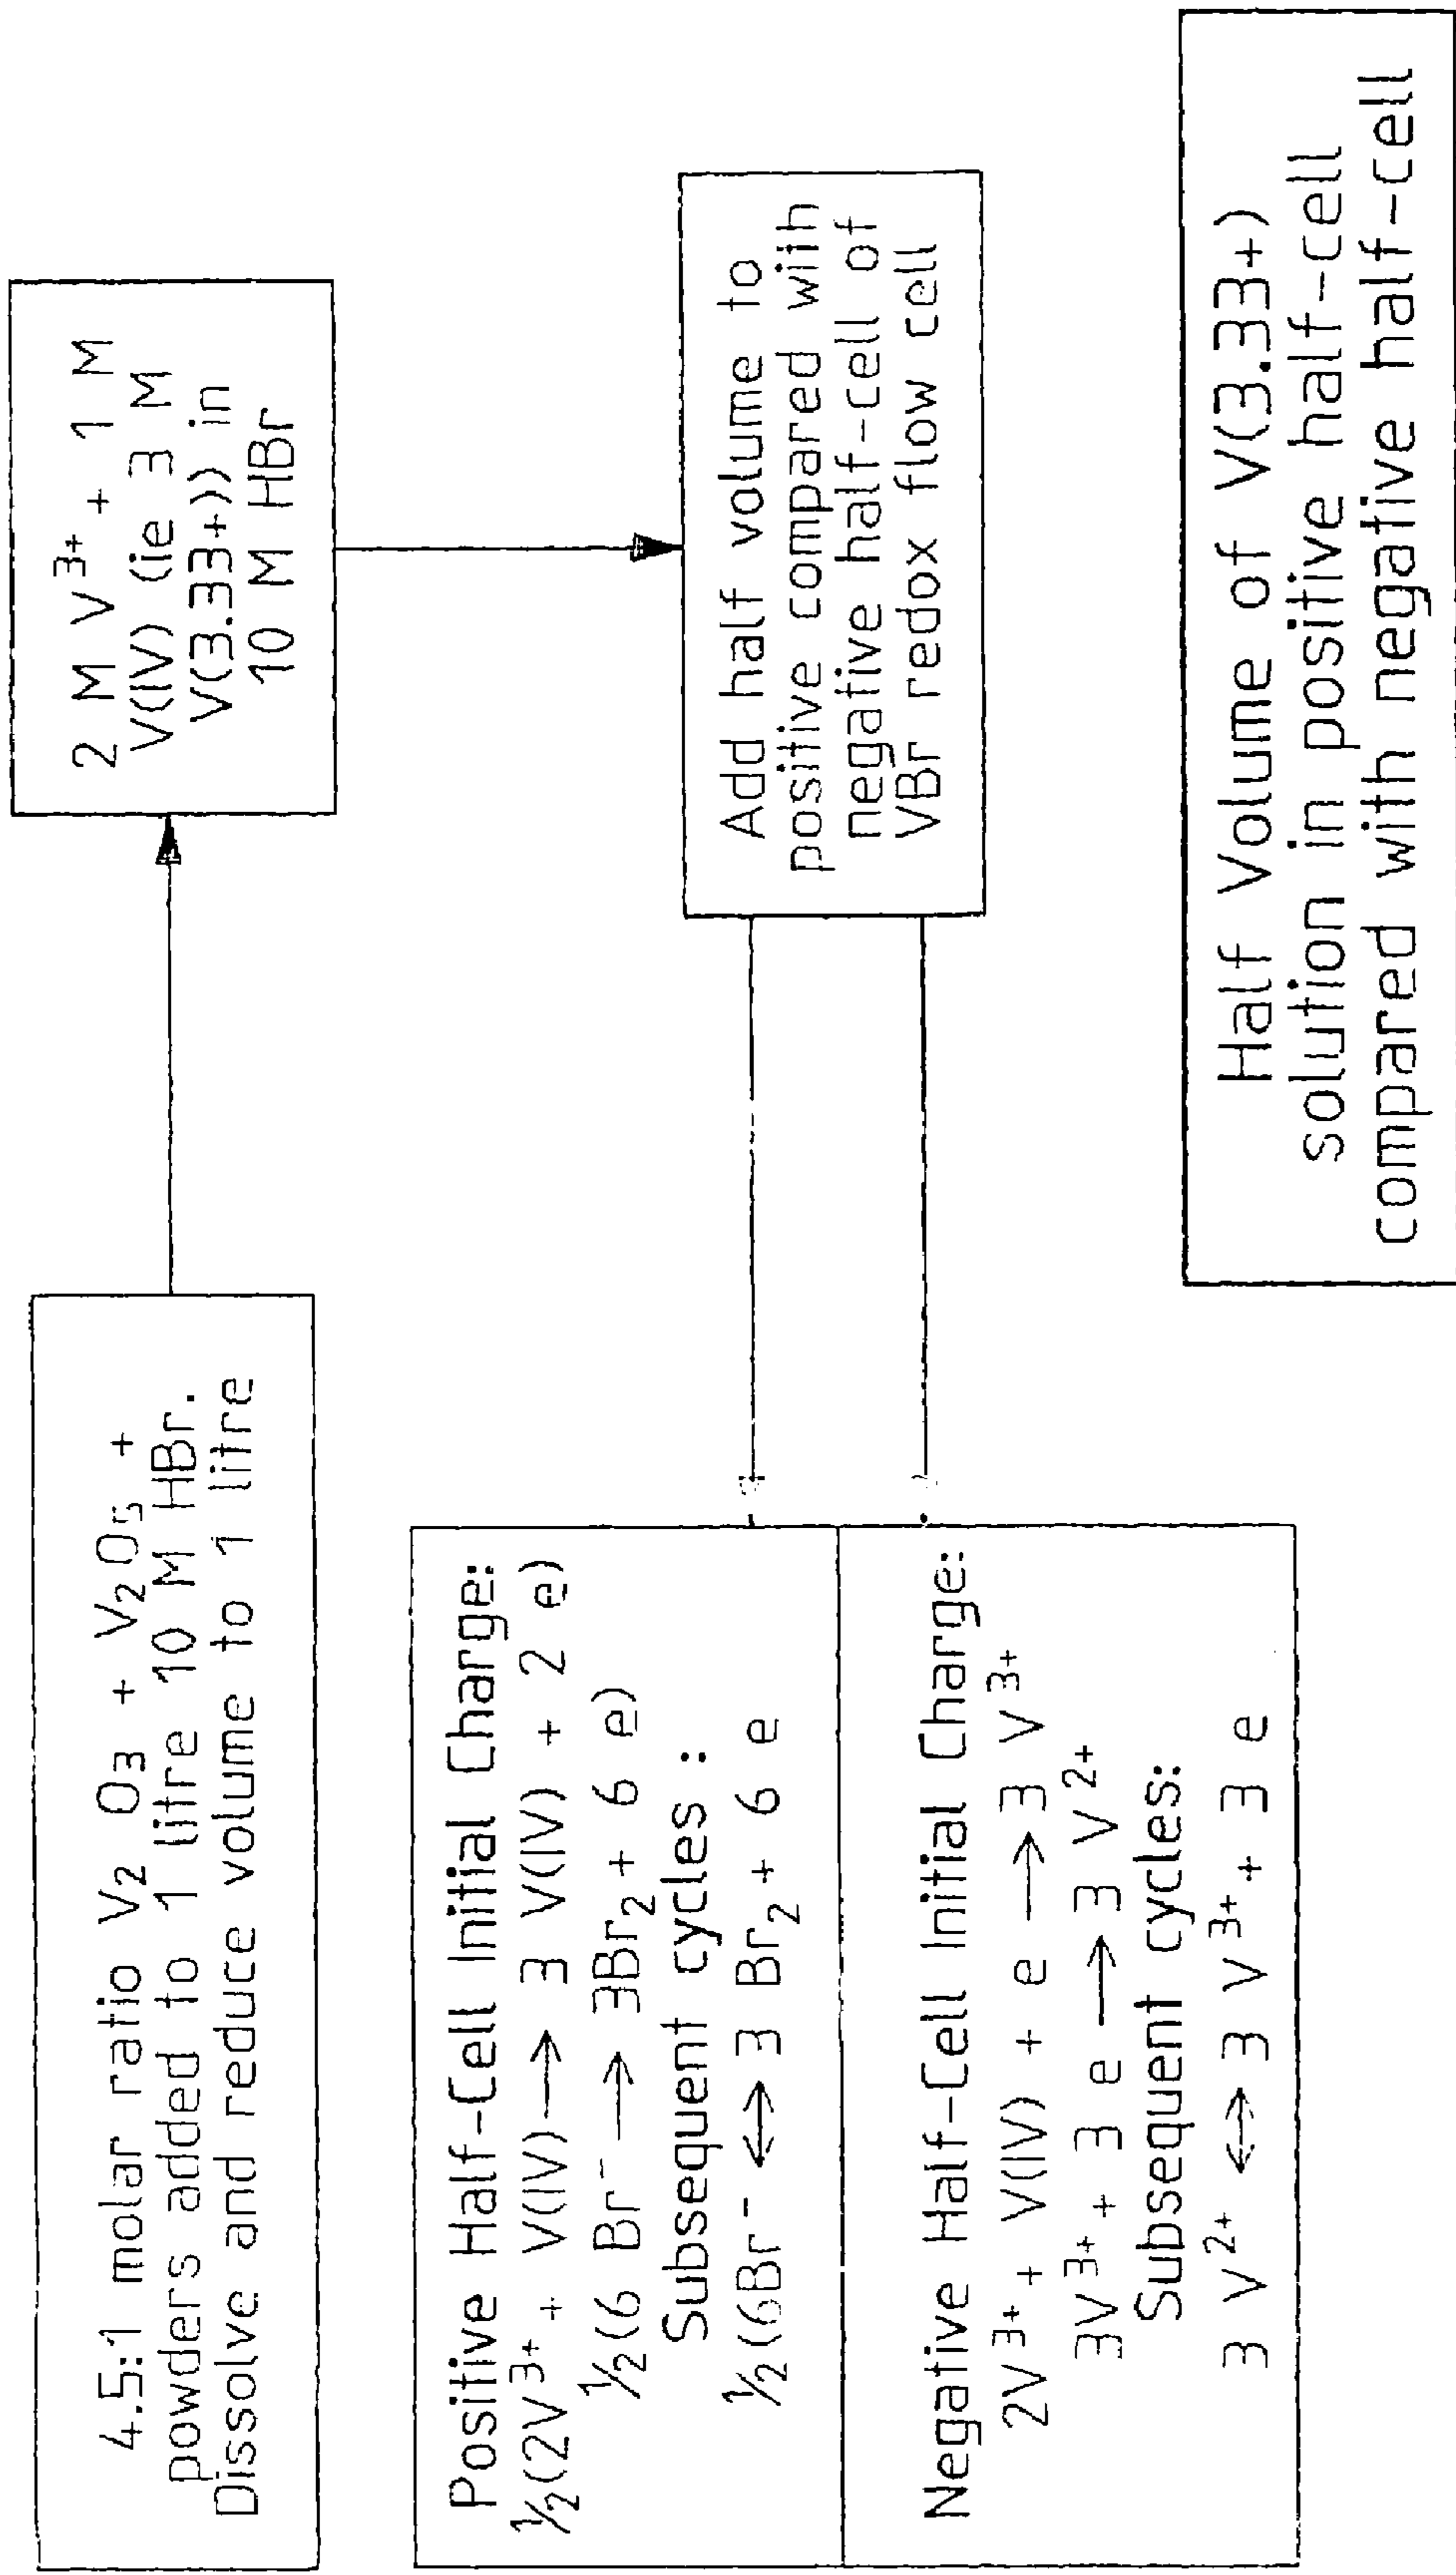 4.5:1 molar ratio V₂ O₃ + V₂O₅ +
powders added to 1 litre 10 M HBr.
Dissolve and reduce volume to 1 litre
2 M V³⁺ + 1 M
V(IV) (ie 3 M
V(3.33+)) in
10 M HBr
Add half volume to
positive compared with
negative half-cell of
VBr redox flow cell
Positive Half-Cell Initial Charge:
½(2V³⁺ + V(IV) → 3 V(IV) + 2 e)
½(6 Br⁻ → 3Br₂ + 6 e)
Subsequent cycles :
½(6Br⁻ ↔ 3 Br₂ + 6 e
Negative Half-Cell Initial Charge:
2V³⁺ + V(IV) + e → 3 V³⁺
3V³⁺ + 3 e → 3 V²⁺
Subsequent cycles:
3 V²⁺ ↔ 3 V³⁺ + 3 e
Half Volume of V(3.33+)
solution in positive half-cell
compared with negative half-cell